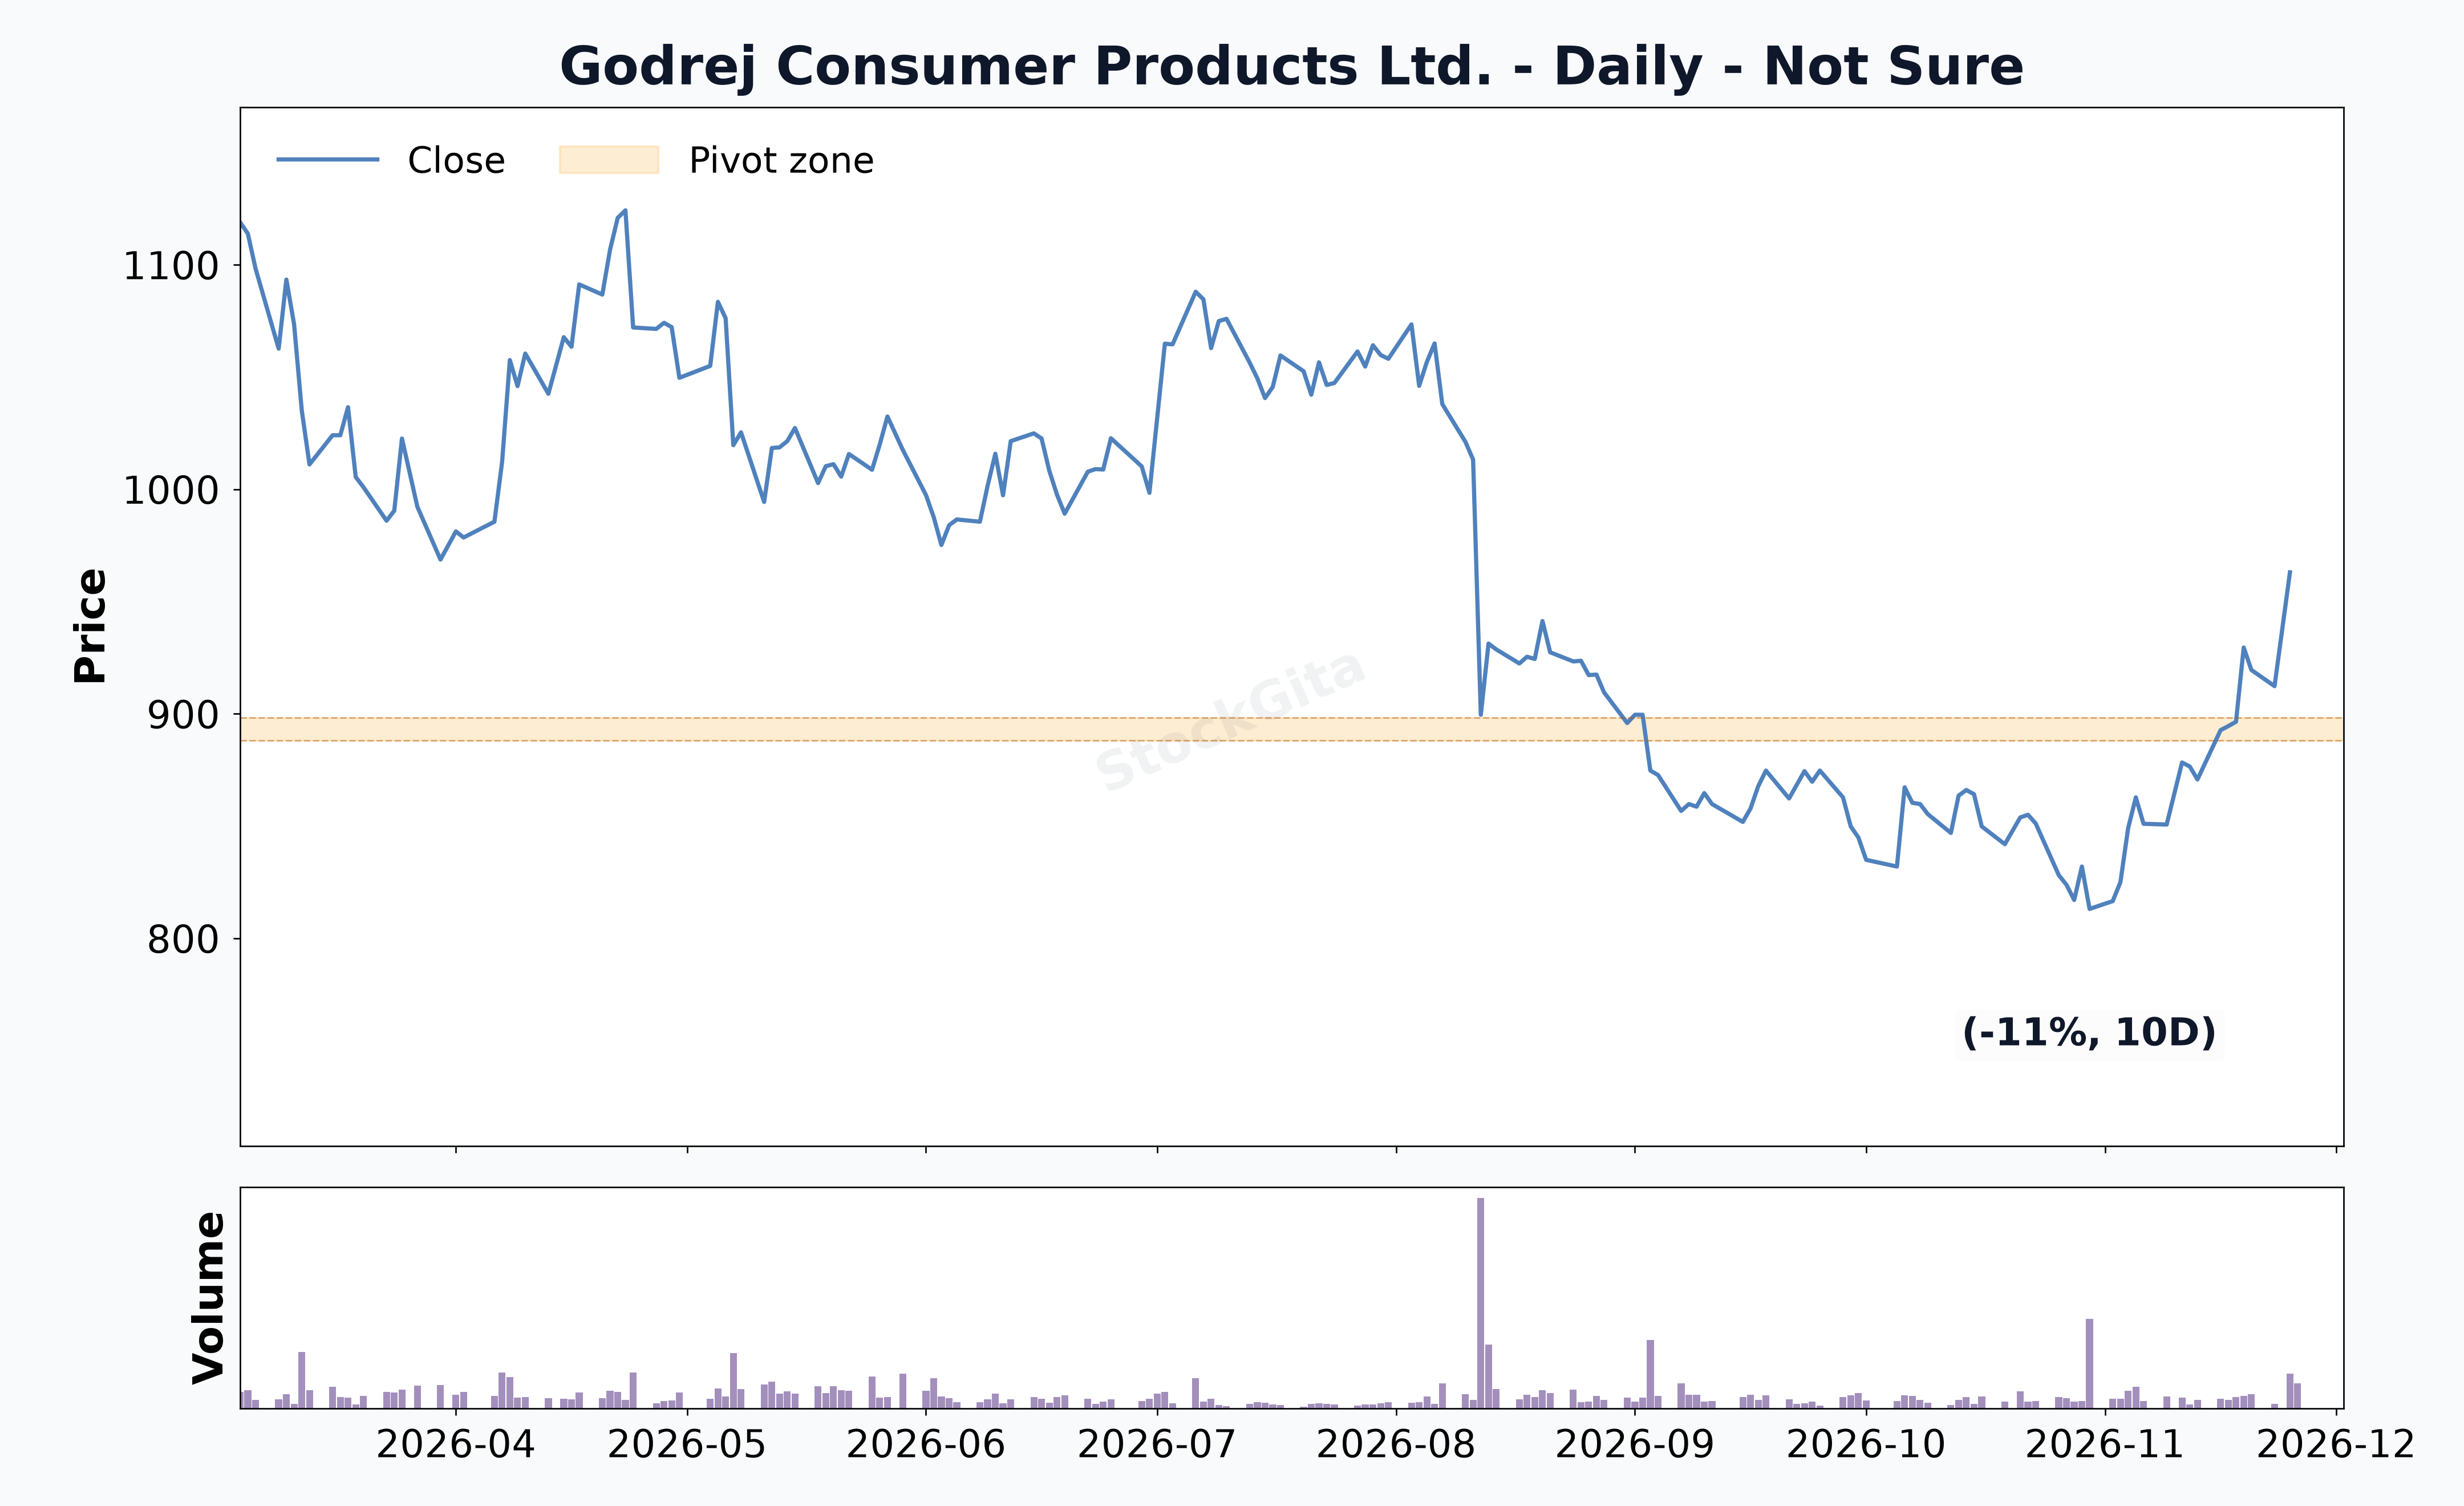 Godrej Consumer Products Ltd. - Daily - Not Sure
Close
Pivot zone
1100
1000
900
800
Price
StockGita
(-11%, 10D)
Volume
2026-04
2026-05
2026-06
2026-07
2026-08
2026-09
2026-10
2026-11
2026-12